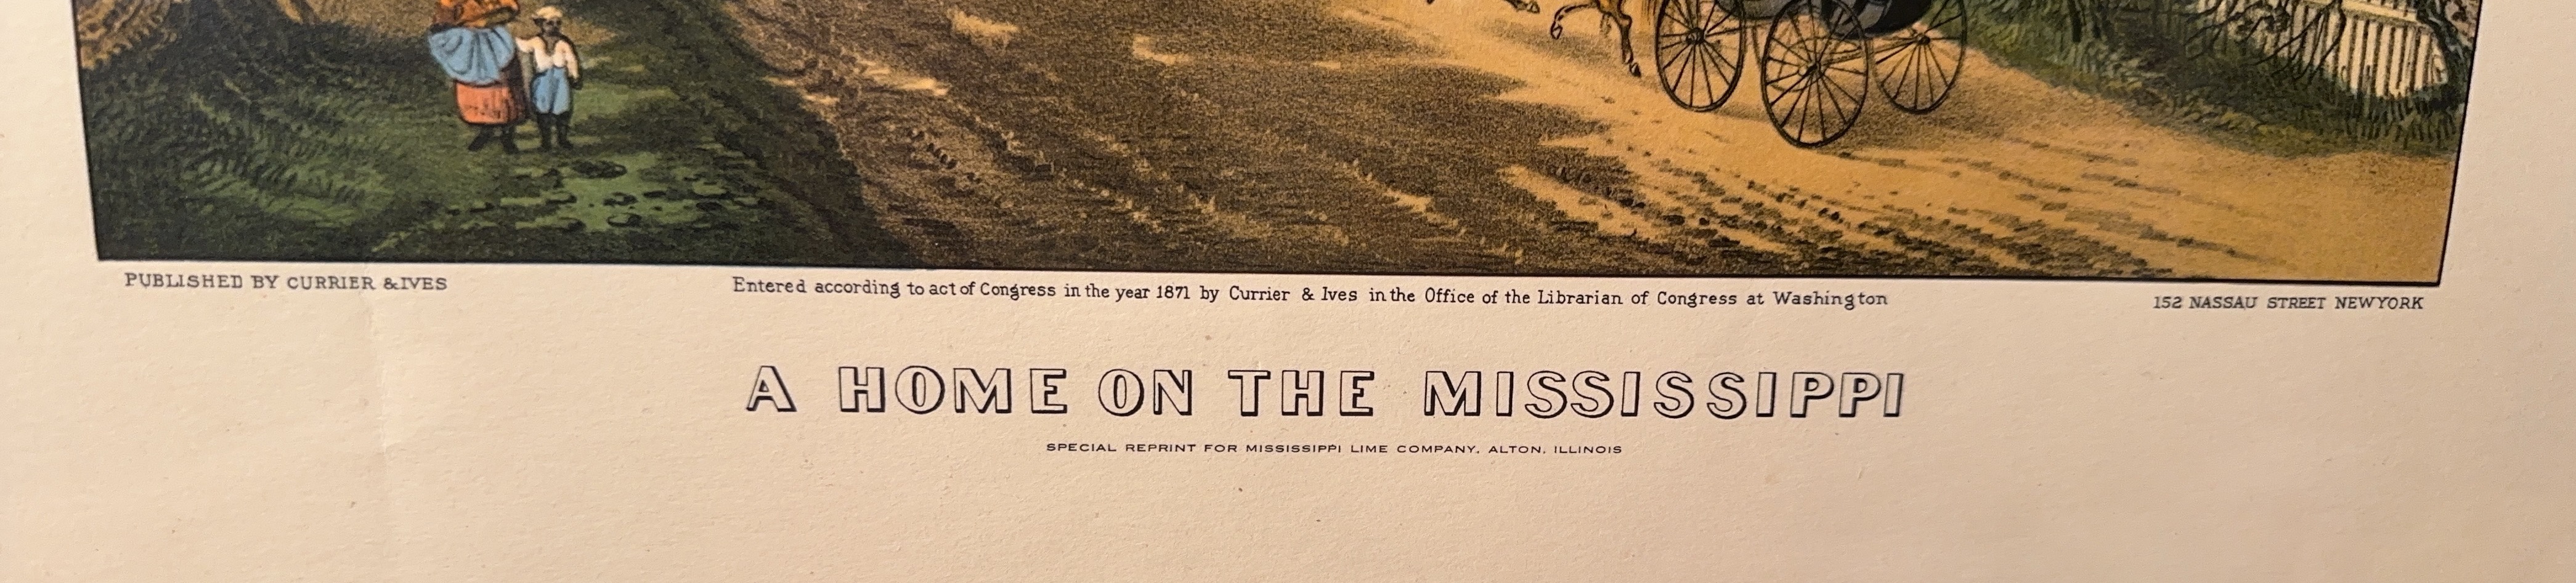 PUBLISHED BY CURRIER & IVES
Entered according to act of Congress in the year 1871 by Currier & Ives in the Office of the Librarian of Congress at Washington
152 NASSAU STREET NEW YORK
A HOME ON THE MISSISSIPPI
SPECIAL REPRINT FOR MISSISSIPPI LIME COMPANY, ALTON, ILLINOIS